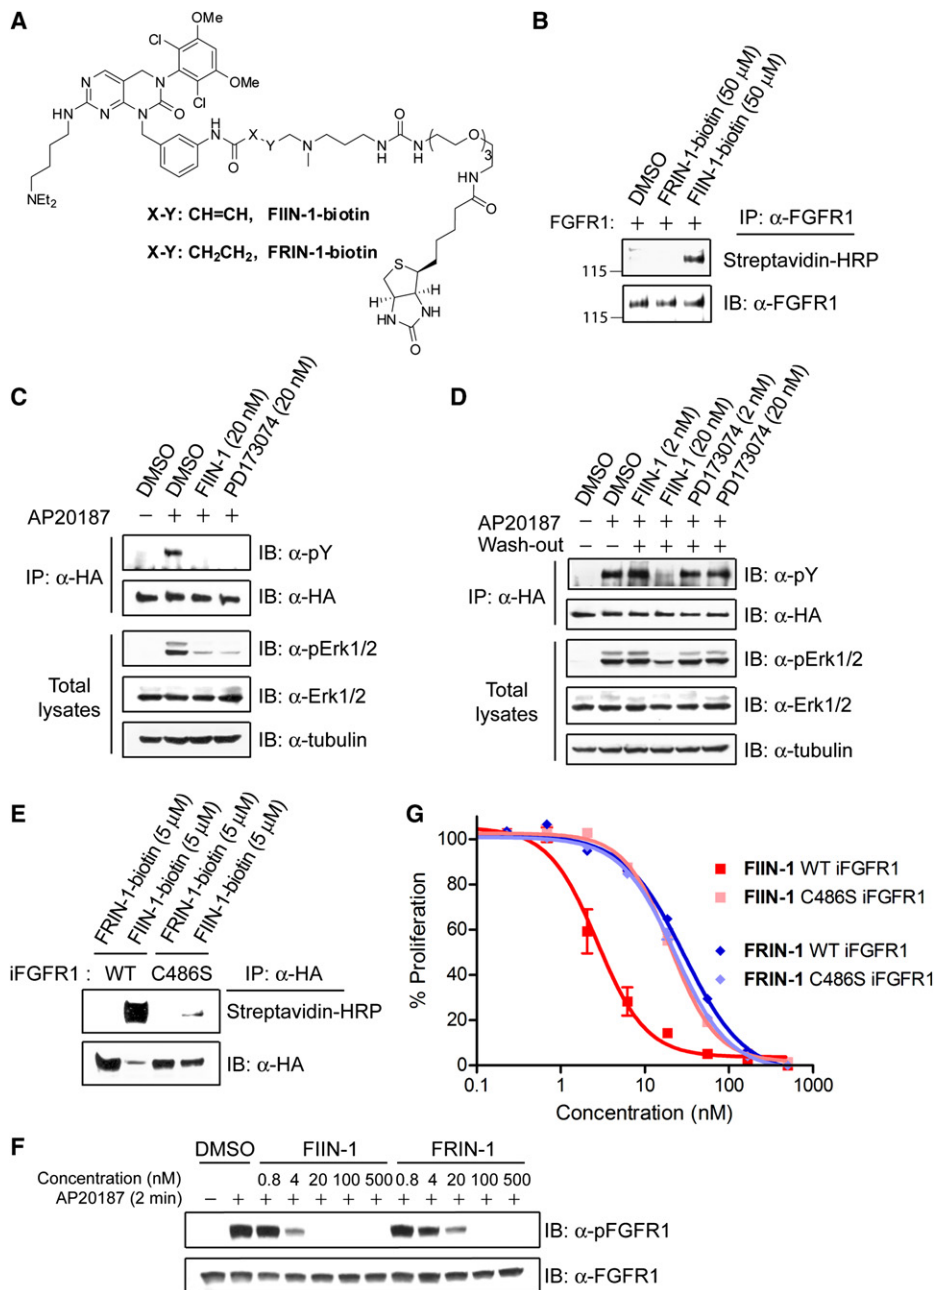 A
OMe
Cl
N
N
OMe
Cl
HN
N
N
O
H
N
X
Y
N
H
N
H
N
O
3
O
O
HN
O
NEt2
X-Y: CH=CH, FIIN-1-biotin
X-Y: CH2CH2, FRIN-1-biotin
S
H
H
HN
NH
O
B
DMSO
FRIN-1-biotin (50 μM)
FIIN-1-biotin (50 μM)
FGFR1: + + + IP: α-FGFR1
Streptavidin-HRP
115
IB: α-FGFR1
115
C
DMSO
DMSO
FIIN-1 (20 nM)
PD173074 (20 nM)
AP20187 − + + +
IP: α-HA
IB: α-pY
IB: α-HA
Total
lysates
IB: α-pErk1/2
IB: α-Erk1/2
IB: α-tubulin
D
DMSO
DMSO
FIIN-1 (2 nM)
FIIN-1 (20 nM)
PD173074 (2 nM)
PD173074 (20 nM)
AP20187 − + + + + +
Wash-out − − + + + +
IP: α-HA
IB: α-pY
IB: α-HA
Total
lysates
IB: α-pErk1/2
IB: α-Erk1/2
IB: α-tubulin
E
FRIN-1-biotin (5 μM)
FIIN-1-biotin (5 μM)
FRIN-1-biotin (5 μM)
FIIN-1-biotin (5 μM)
iFGFR1 : WT C486S IP: α-HA
Streptavidin-HRP
IB: α-HA
G
% Proliferation
100
80
60
40
20
0
0.1 1 10 100 1000
Concentration (nM)
FIIN-1 WT iFGFR1
FIIN-1 C486S iFGFR1
FRIN-1 WT iFGFR1
FRIN-1 C486S iFGFR1
F
DMSO FIIN-1 FRIN-1
Concentration (nM) 0.8 4 20 100 500 0.8 4 20 100 500
AP20187 (2 min) − + + + + + + + + + + +
IB: α-pFGFR1
IB: α-FGFR1